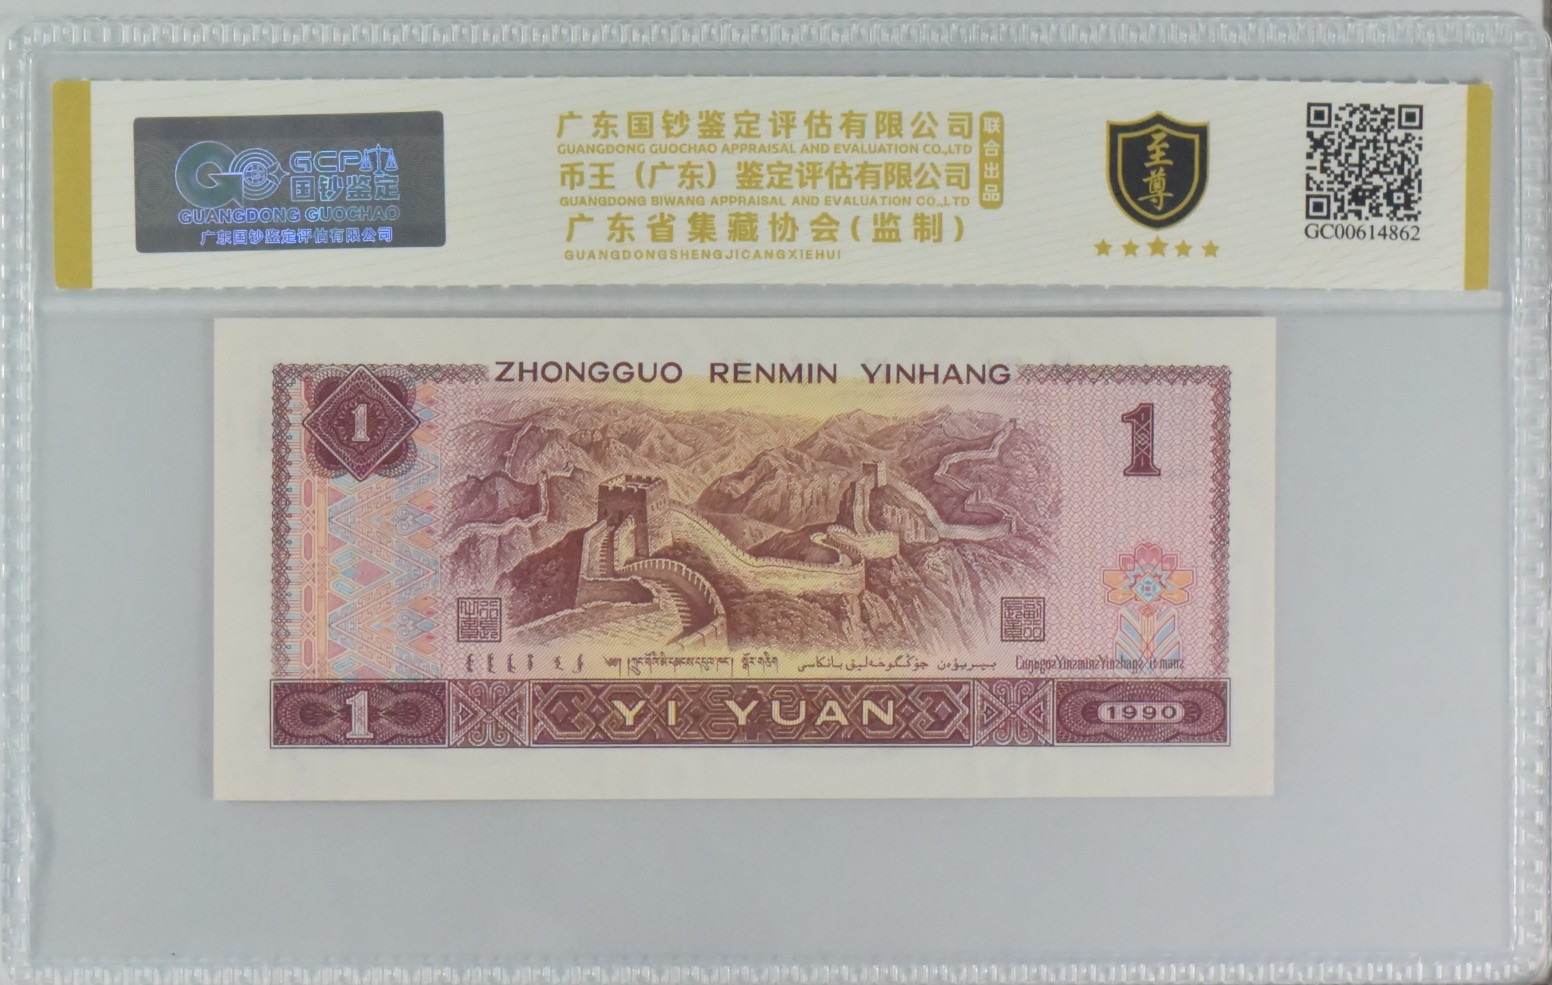 GCP
国钞鉴定
GUANGDONG GUOCHAO
广东国钞鉴定评估有限公司
广东国钞鉴定评估有限公司
GUANGDONG GUOCHAO APPRAISAL AND EVALUATION CO.,LTD
币王（广东）鉴定评估有限公司
GUANGDONG BIWANG APPRAISAL AND EVALUATION CO.,LTD
联合出品
广东省集藏协会(监制)
GUANGDONGSHENGJICANGXIEHUI
至尊
GC00614862
ZHONGGUO RENMIN YINHANG
1
1
1
YI YUAN
1990